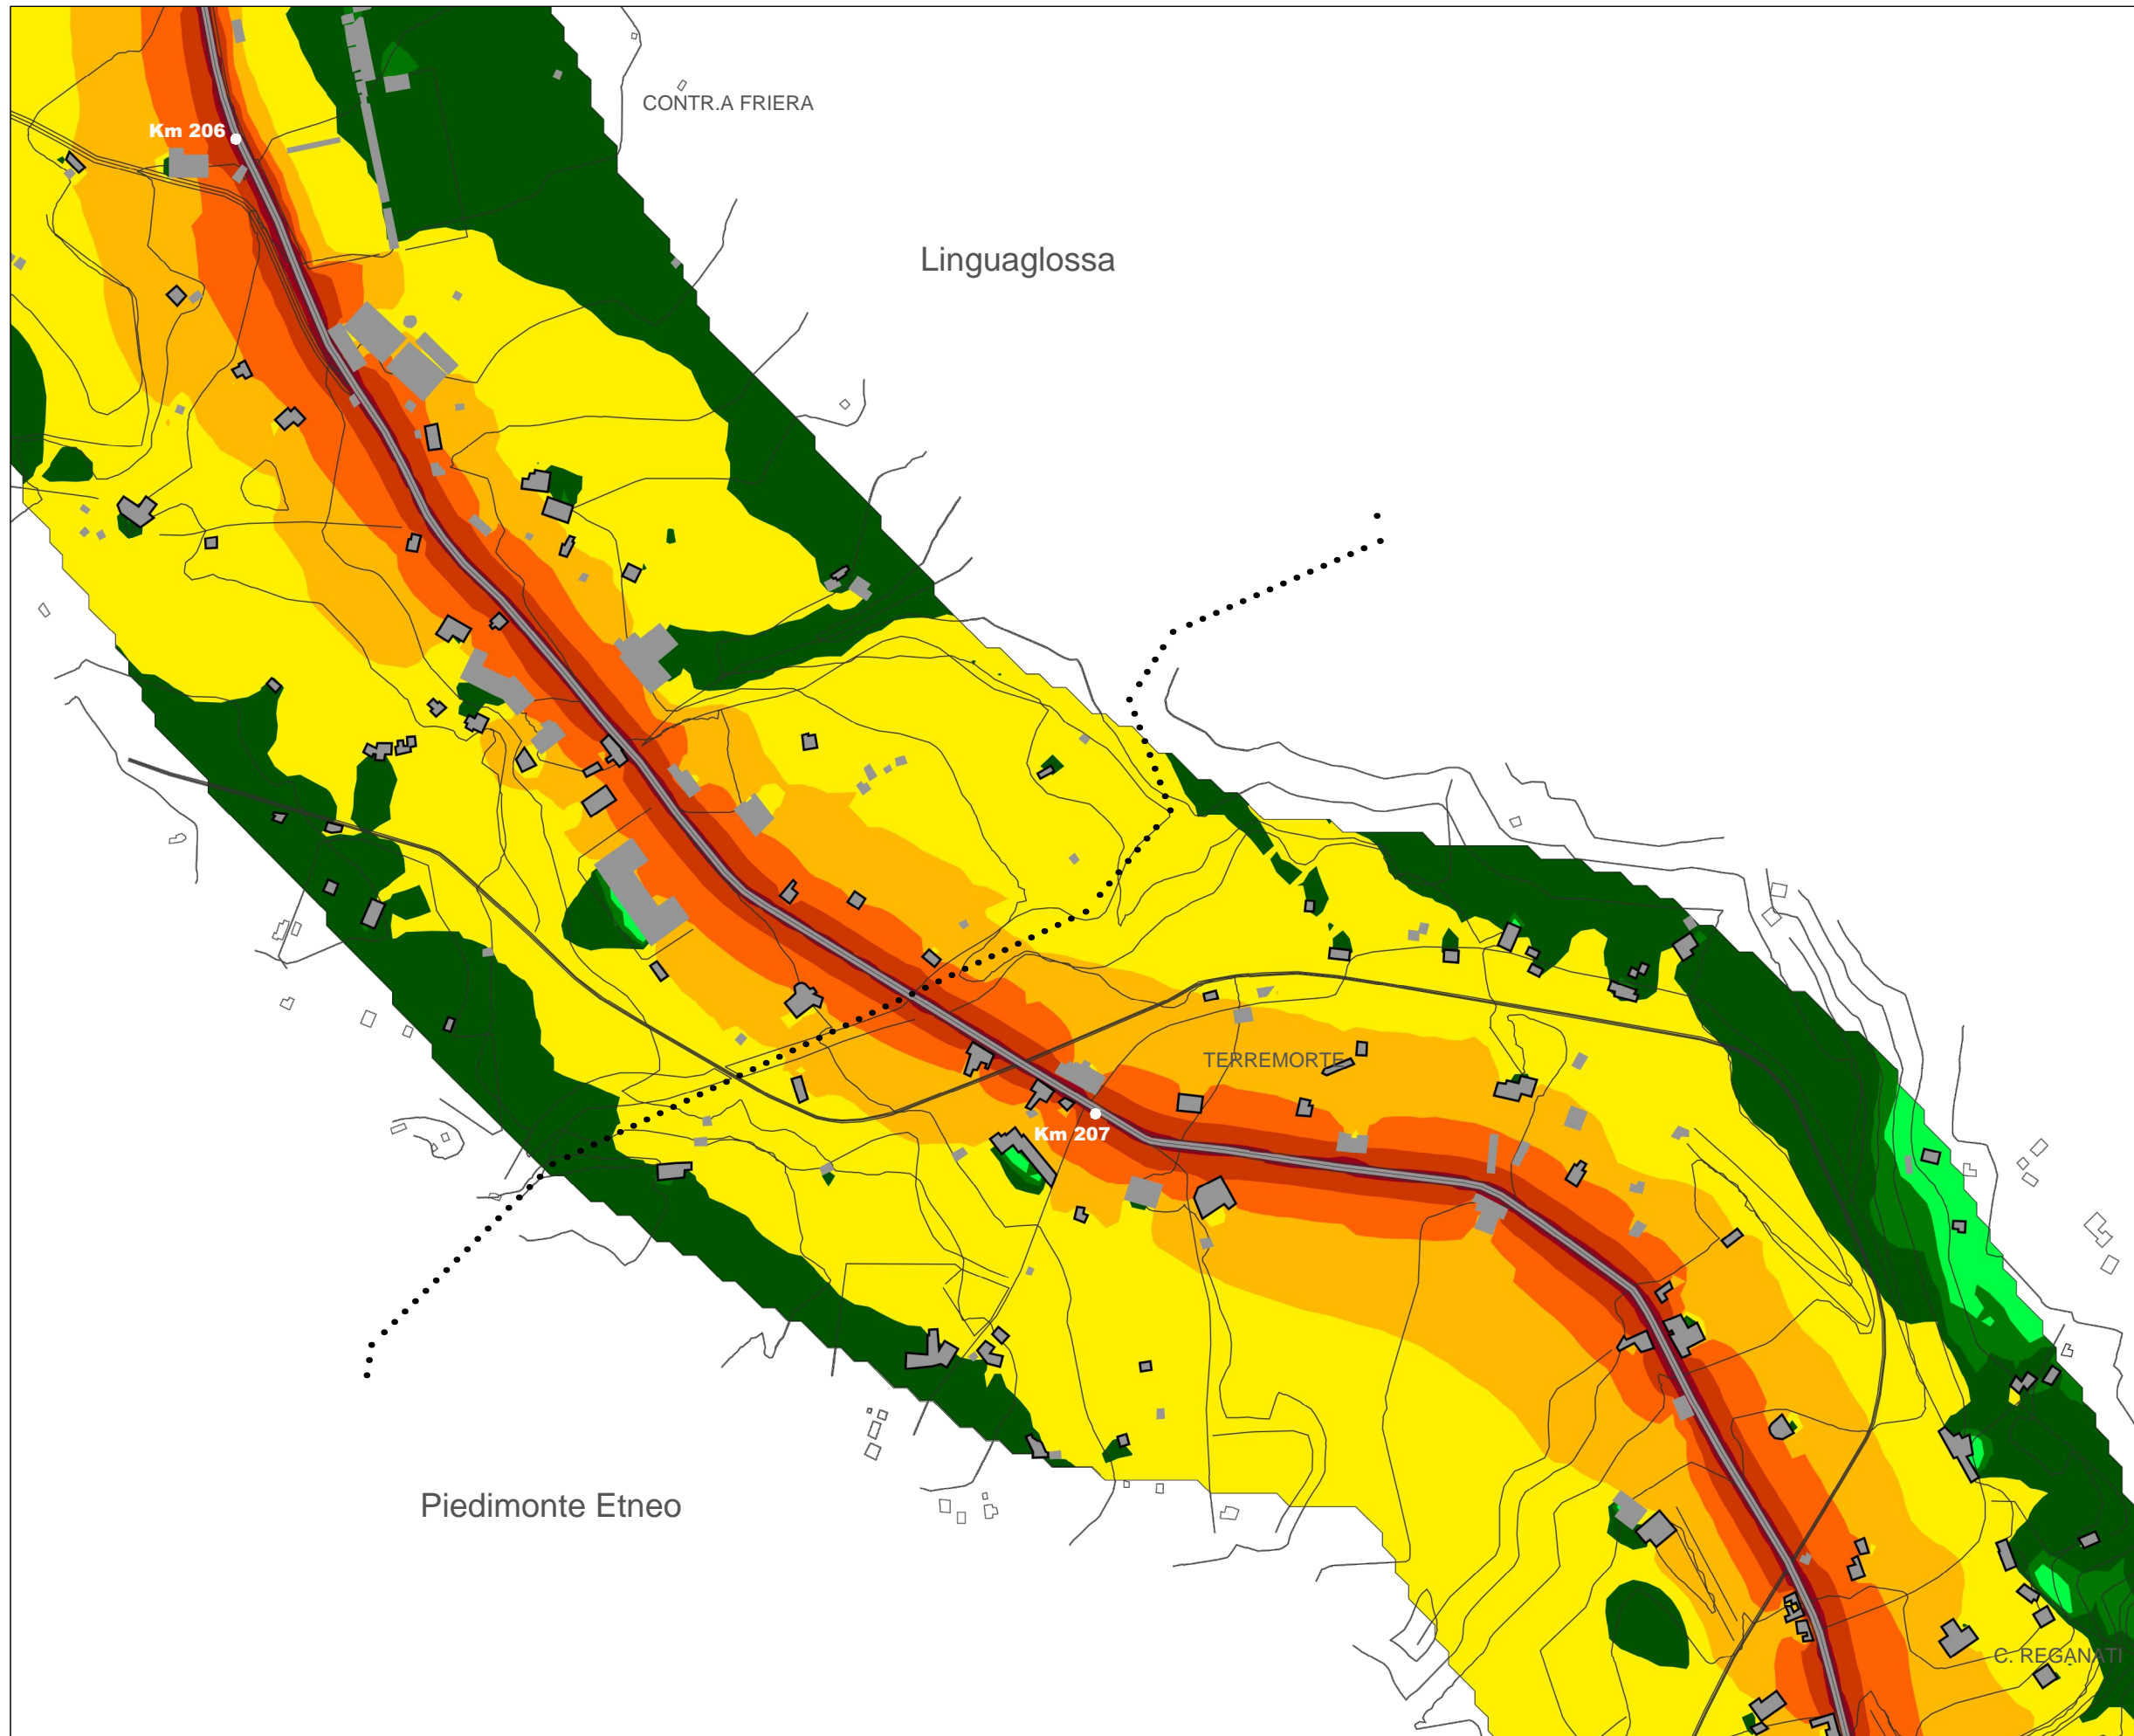 CONTR.A FRIERA
Km 206
Linguaglossa
TERREMORTE
Km 207
Piedimonte Etneo
C. REGANATI